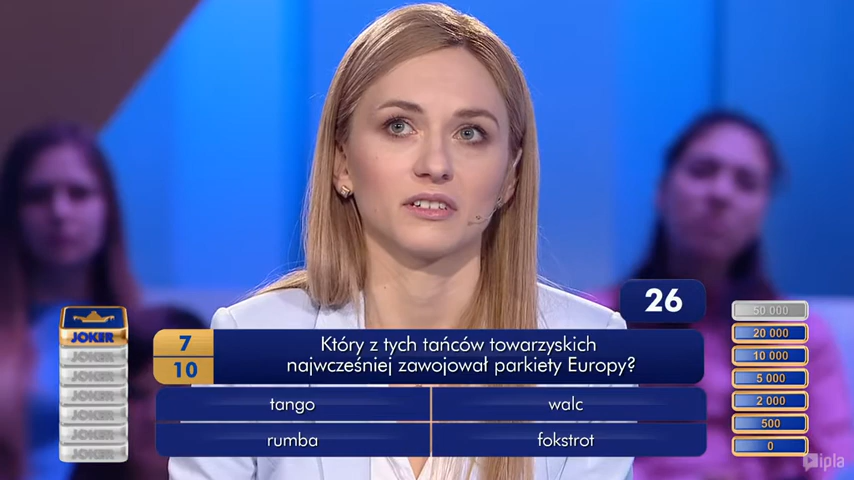 26
7
10
Który z tych tańców towarzyskich
najwcześniej zawojował parkiety Europy?
tango
walc
rumba
fokstrot
JOKER
JOKER
JOKER
JOKER
JOKER
JOKER
JOKER
50 000
20 000
10 000
5 000
2 000
500
0
ipla